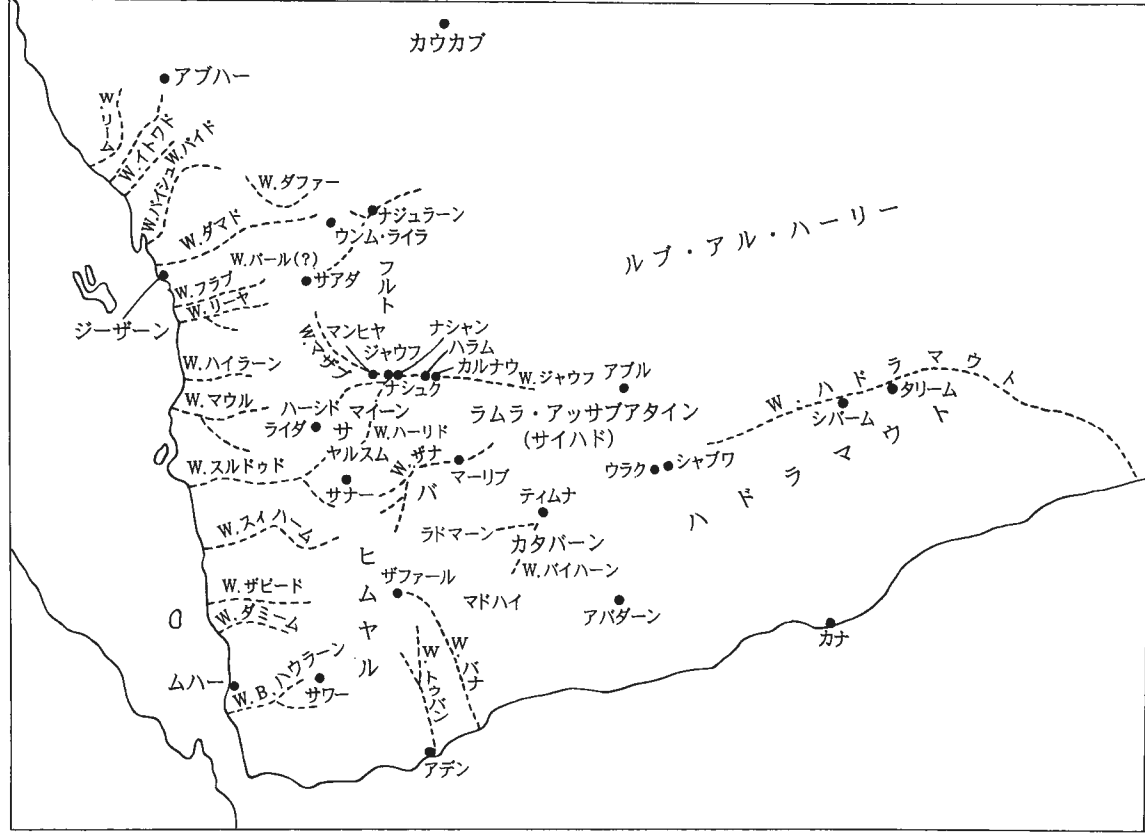 カウカブ
アブハー
W.リーム
W.イトワド
W.バイド
W.バイシュ
W.ダファー
W.ダマド
ナジュラーン
ウンム・ライラ
ルブ・アル・ハーリー
W.バール(?)
サアダ
フルト
W.フラブ
W.リーヤ
ジーザーン
W.マザブ
マンヒヤ
ナシャン
ジャウフ
ハラム
カルナウ
W.ハイラーン
ナシュク
W.ジャウフ
アブル
W.ハドラマウト
タリーム
シバーム
W.マウル
ハーシド
マイーン
ラムラ・アッサブアタイン
(サイハド)
ライダ
サバ
W.ハーリド
ヤルスム
W.ザナ
マーリブ
ウラク
シャブワ
ハドラマウト
W.スルドゥド
サナー
ティムナ
W.スィハーム
ラドマーン
カタバーン
W.バイハーン
ヒムヤル
ザファール
マドハイ
アバダーン
W.ザビード
W.ダミーム
カナ
ムハー
W.B.ハウラーン
サワー
W.トゥバン
W.バナ
アデン